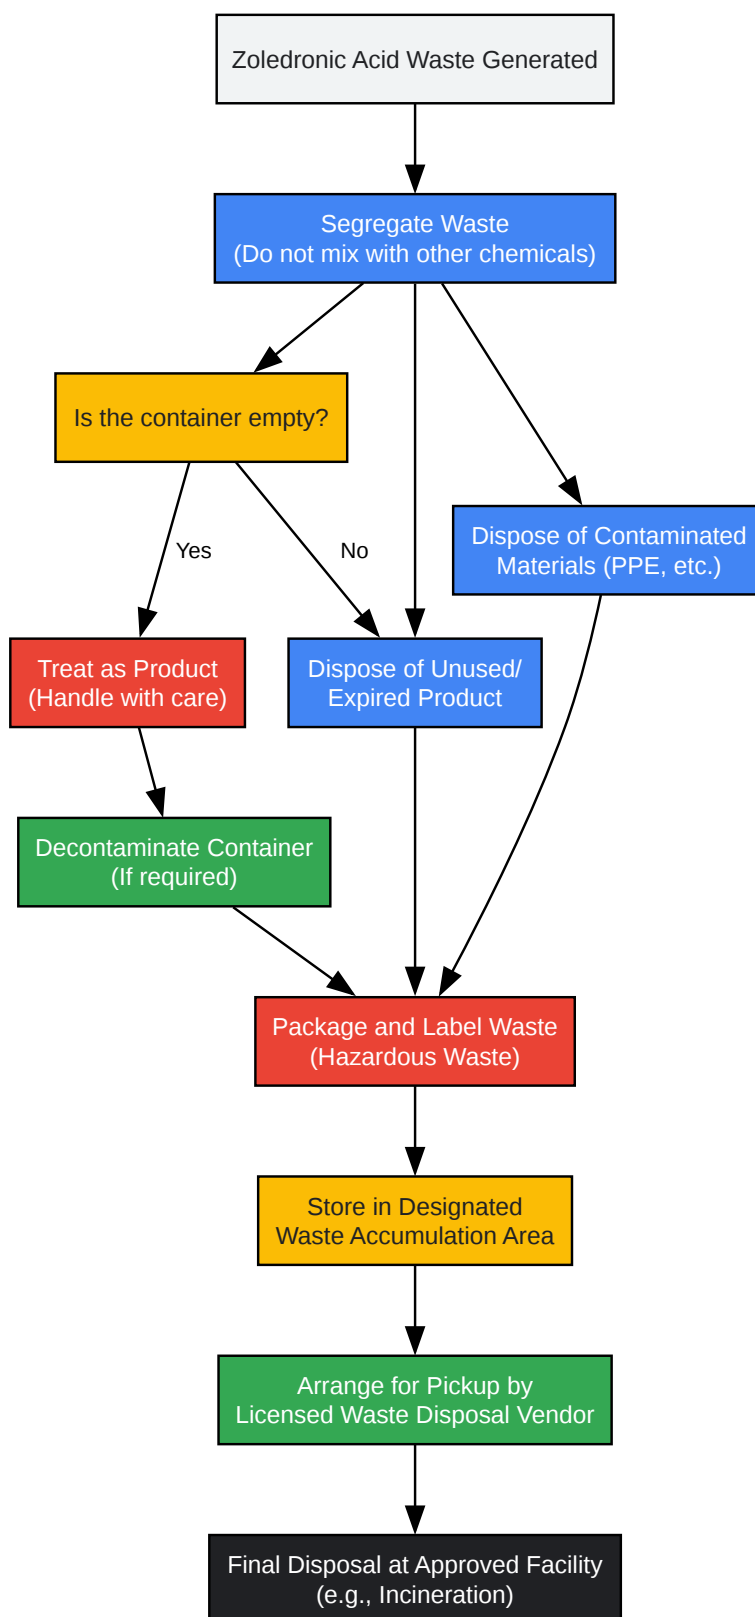 Zoledronic Acid Waste Generated
Segregate Waste
(Do not mix with other chemicals)
Is the container empty?
Dispose of Contaminated
Materials (PPE, etc.)
Yes
No
Treat as Product
(Handle with care)
Dispose of Unused/
Expired Product
Decontaminate Container
(If required)
Package and Label Waste
(Hazardous Waste)
Store in Designated
Waste Accumulation Area
Arrange for Pickup by
Licensed Waste Disposal Vendor
Final Disposal at Approved Facility
(e.g., Incineration)